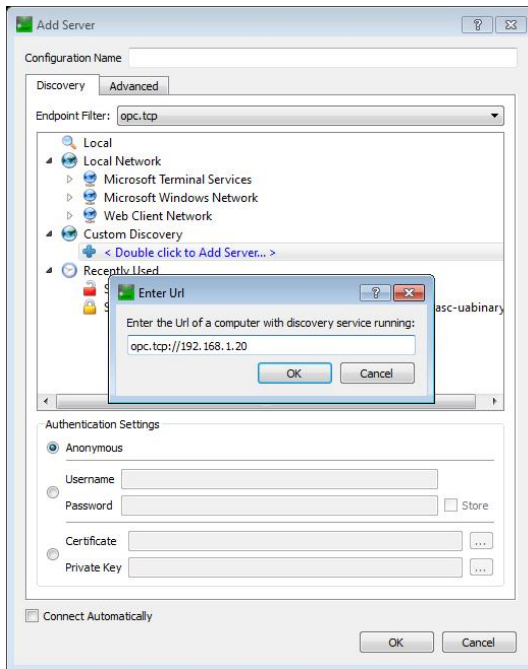 Add Server
Configuration Name
Discovery Advanced
Endpoint Filter: opc.tcp
Local
Local Network
Microsoft Terminal Services
Microsoft Windows Network
Web Client Network
Custom Discovery
< Double click to Add Server... >
Recently Used
S
S asc-uabinary
Enter Url
Enter the Url of a computer with discovery service running:
opc.tcp://192.168.1.20
OK Cancel
Authentication Settings
Anonymous
Username
Password Store
Certificate ...
Private Key ...
Connect Automatically
OK Cancel